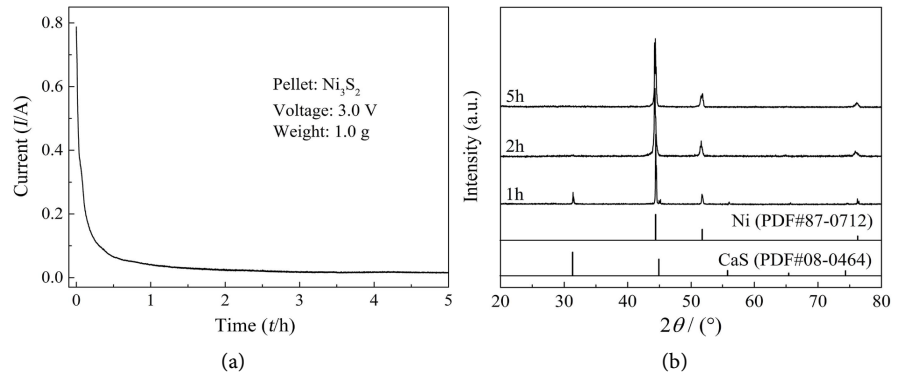 0.8
0.6
0.4
0.2
0.0
Current (I/A)
Pellet: Ni₃S₂
Voltage: 3.0 V
Weight: 1.0 g
0 1 2 3 4 5
Time (t/h)
(a)
Intensity (a.u.)
5h
2h
1h
Ni (PDF#87-0712)
CaS (PDF#08-0464)
20 30 40 50 60 70 80
2θ / (°)
(b)